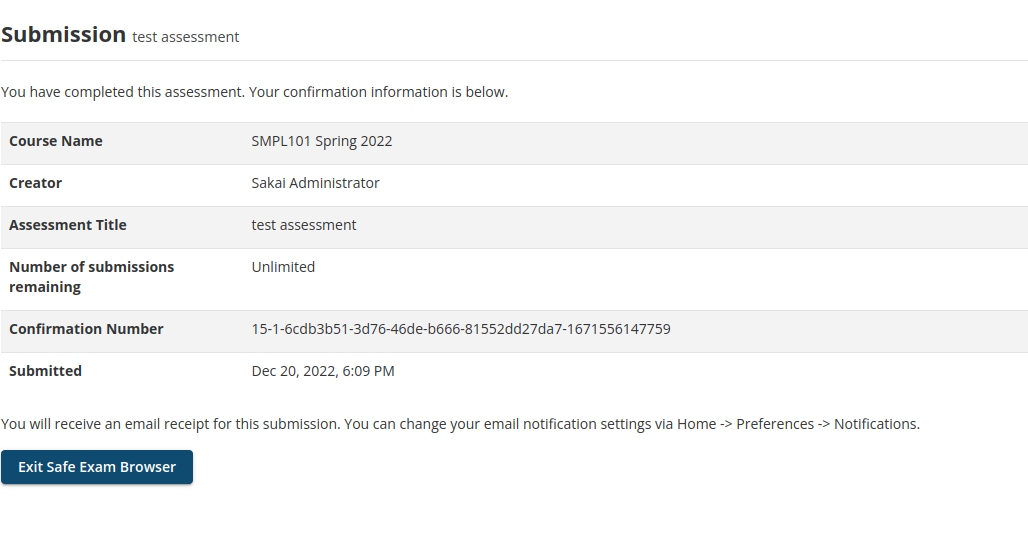 Submission test assessment
You have completed this assessment. Your confirmation information is below.
Course Name SMPL101 Spring 2022
Creator Sakai Administrator
Assessment Title test assessment
Number of submissions Unlimited
remaining
Confirmation Number 15-1-6cdb3b51-3d76-46de-b666-81552dd27da7-1671556147759
Submitted Dec 20, 2022, 6:09 PM
You will receive an email receipt for this submission. You can change your email notification settings via Home -> Preferences -> Notifications.
Exit Safe Exam Browser